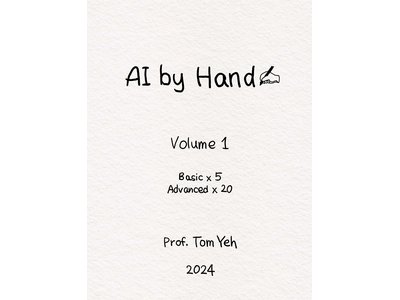 AI by Hand✍️
Volume 1
Basic x 5
Advanced x 20
Prof. Tom Yeh
2024